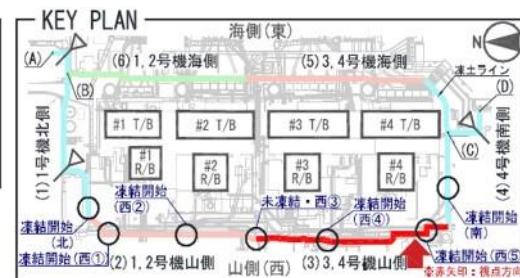 KEY PLAN
海側(東)
N
(A)
(6)1,2号機海側
(5)3,4号機海側
凍土ライン
(B)
(D)
(1)1号機北側
#1 T/B
#2 T/B
#3 T/B
#4 T/B
(C)
(4)4号機南側
#1
R/B
#2
R/B
#3
R/B
#4
R/B
凍結開始
(西②)
未凍結・西③
凍結開始
(西④)
凍結開始
(南)
凍結開始
(北)
凍結開始(西①)
(2)1,2号機山側
山側(西)
(3)3,4号機山側
凍結開始(西⑤)
※赤矢印:視点方向